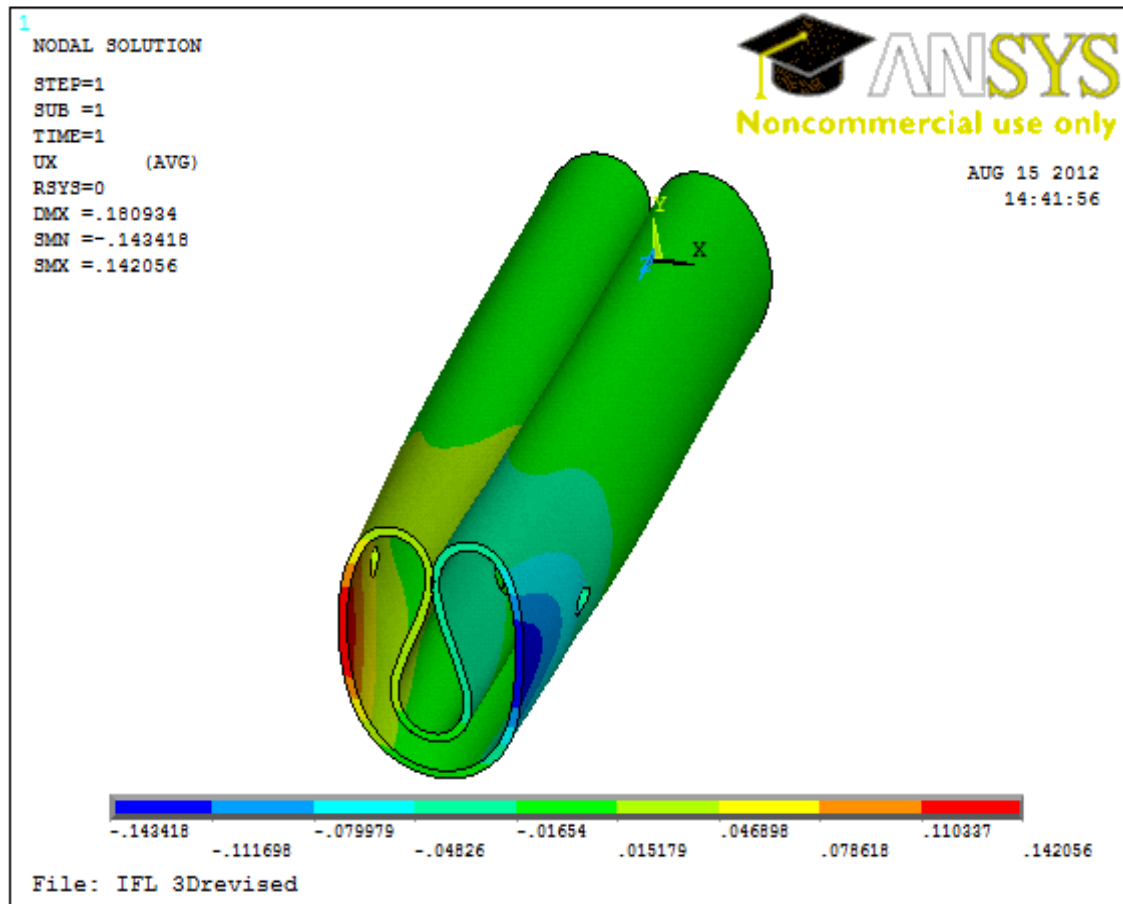 1
NODAL SOLUTION
STEP=1
SUB =1
TIME=1
UX (AVG)
RSYS=0
DMX =.180934
SMN =-.143418
SMX =.142056
ANSYS
Noncommercial use only
AUG 15 2012
14:41:56
Y
X
Z
-.143418 -.079979 -.01654 .046898 .110337
-.111698 -.04826 .015179 .078618 .142056
File: IFL 3Drevised